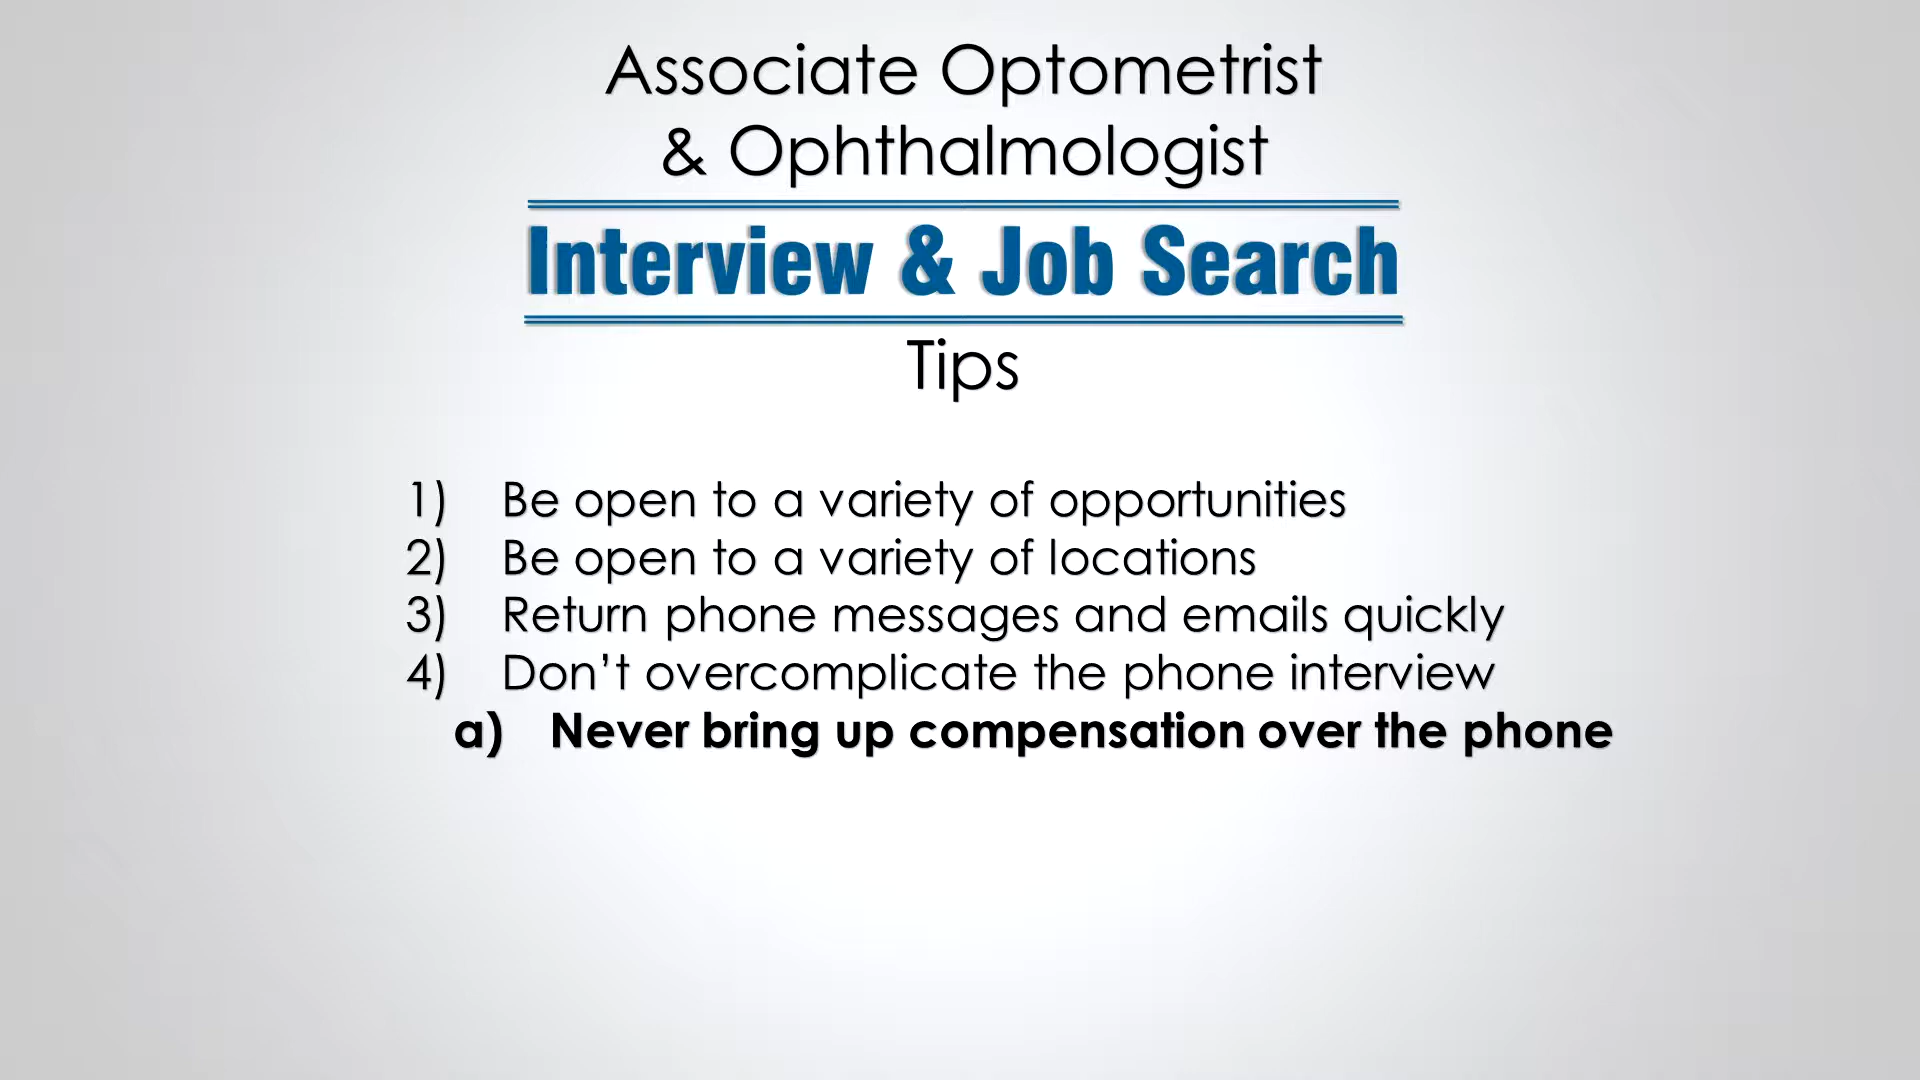 Associate Optometrist
& Ophthalmologist
Interview & Job Search
Tips
1) Be open to a variety of opportunities
2) Be open to a variety of locations
3) Return phone messages and emails quickly
4) Don’t overcomplicate the phone interview
a) Never bring up compensation over the phone